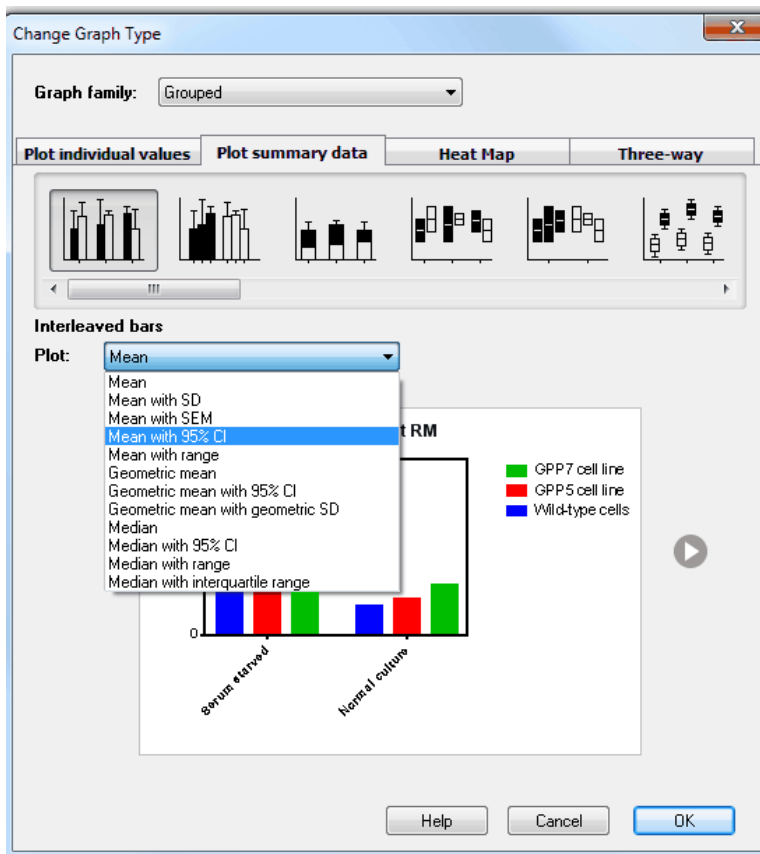 Change Graph Type
Graph family: Grouped
Plot individual values Plot summary data Heat Map Three-way
Interleaved bars
Plot: Mean
Mean
Mean with SD
Mean with SEM
Mean with 95% CI
Mean with range
Geometric mean
Geometric mean with 95% CI
Geometric mean with geometric SD
Median
Median with 95% CI
Median with range
Median with interquartile range
t RM
GPP7 cell line
GPP5 cell line
Wild-type cells
0
Serum starved
Normal culture
Help Cancel OK